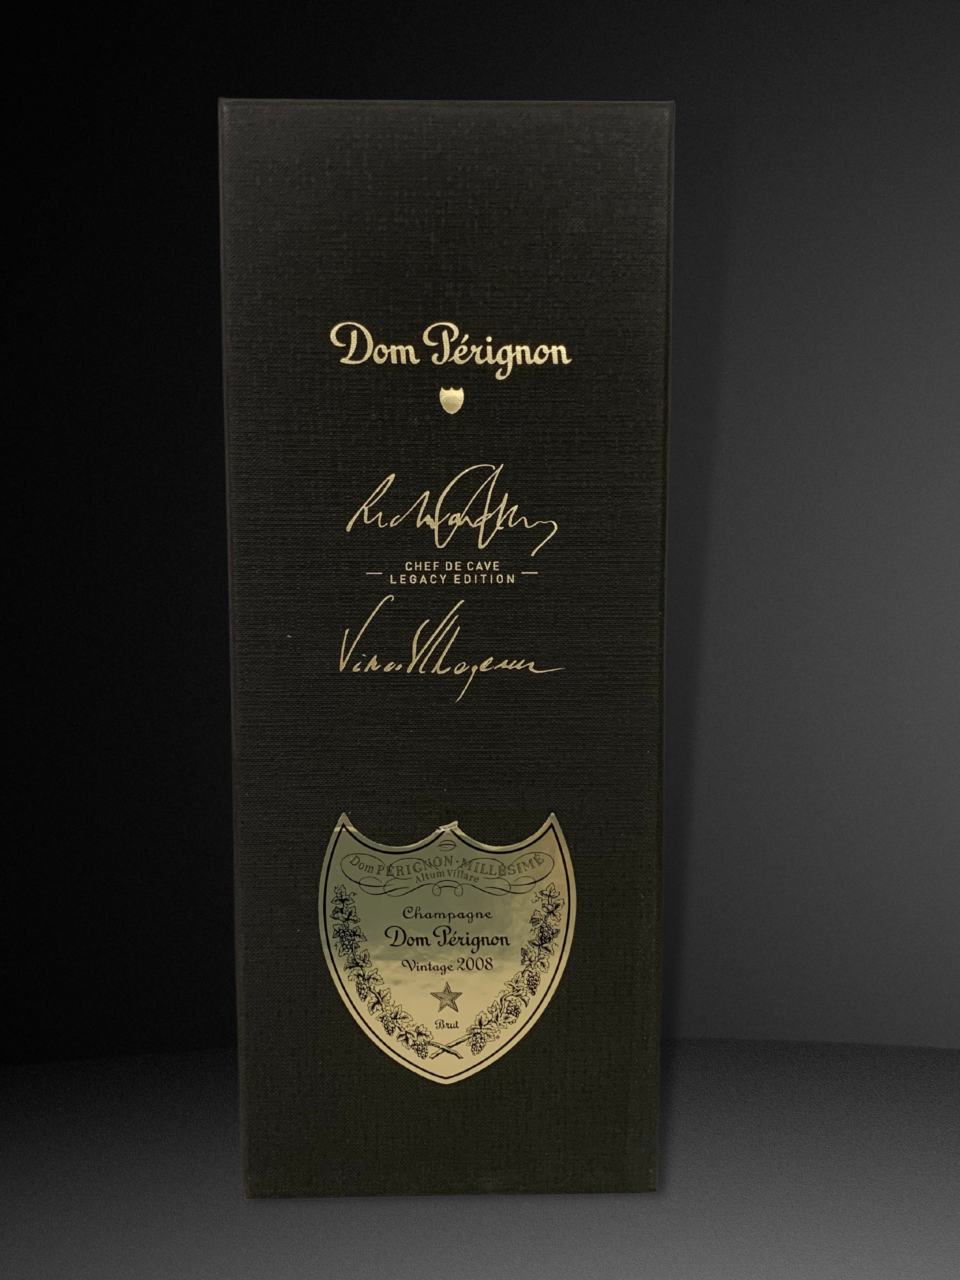 Dom Pérignon
CHEF DE CAVE
LEGACY EDITION
Dom PÉRIGNON · MILLÉSIMÉ
Altum Villare
Champagne
Dom Pérignon
Vintage 2008
Brut